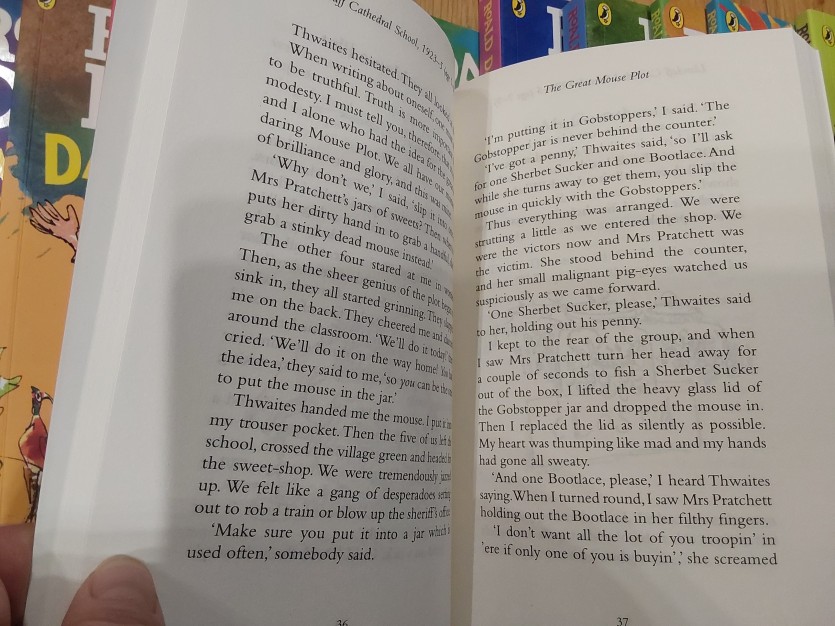 ff Cathedral School, 1923–5
Thwaites hesitated. They all looked
When writing about oneself, one
to be truthful. Truth is more
modesty. I must tell you, therefore,
and I alone who had the idea for the
daring Mouse Plot. We all have our
of brilliance and glory, and this was
'Why don't we,' I said, 'slip it into
Mrs Pratchett's jars of sweets? Then when
puts her dirty hand in to grab a
grab a stinky dead mouse instead.'
The other four stared at me in
Then, as the sheer genius of the plot
sink in, they all started grinning. They
me on the back. They cheered me and
around the classroom. 'We'll do it today!'
cried. 'We'll do it on the way home! You
the idea,' they said to me, 'so you can be the
to put the mouse in the jar.'
Thwaites handed me the mouse. I put it
my trouser pocket. Then the five of us left
school, crossed the village green and headed
the sweet-shop. We were tremendously
up. We felt like a gang of desperadoes
out to rob a train or blow up the sheriff's
'Make sure you put it into a jar which
used often,' somebody said.
36
The Great Mouse Plot
'I'm putting it in Gobstoppers,' I said. 'The
Gobstopper jar is never behind the counter.'
'I've got a penny,' Thwaites said, 'so I'll ask
for one Sherbet Sucker and one Bootlace. And
while she turns away to get them, you slip the
mouse in quickly with the Gobstoppers.'
Thus everything was arranged. We were
strutting a little as we entered the shop. We
were the victors now and Mrs Pratchett was
the victim. She stood behind the counter,
and her small malignant pig-eyes watched us
suspiciously as we came forward.
'One Sherbet Sucker, please,' Thwaites said
to her, holding out his penny.
I kept to the rear of the group, and when
I saw Mrs Pratchett turn her head away for
a couple of seconds to fish a Sherbet Sucker
out of the box, I lifted the heavy glass lid of
the Gobstopper jar and dropped the mouse in.
Then I replaced the lid as silently as possible.
My heart was thumping like mad and my hands
had gone all sweaty.
'And one Bootlace, please,' I heard Thwaites
saying. When I turned round, I saw Mrs Pratchett
holding out the Bootlace in her filthy fingers.
'I don't want all the lot of you troopin' in
'ere if only one of you is buyin',' she screamed
37
DA
ROALD D